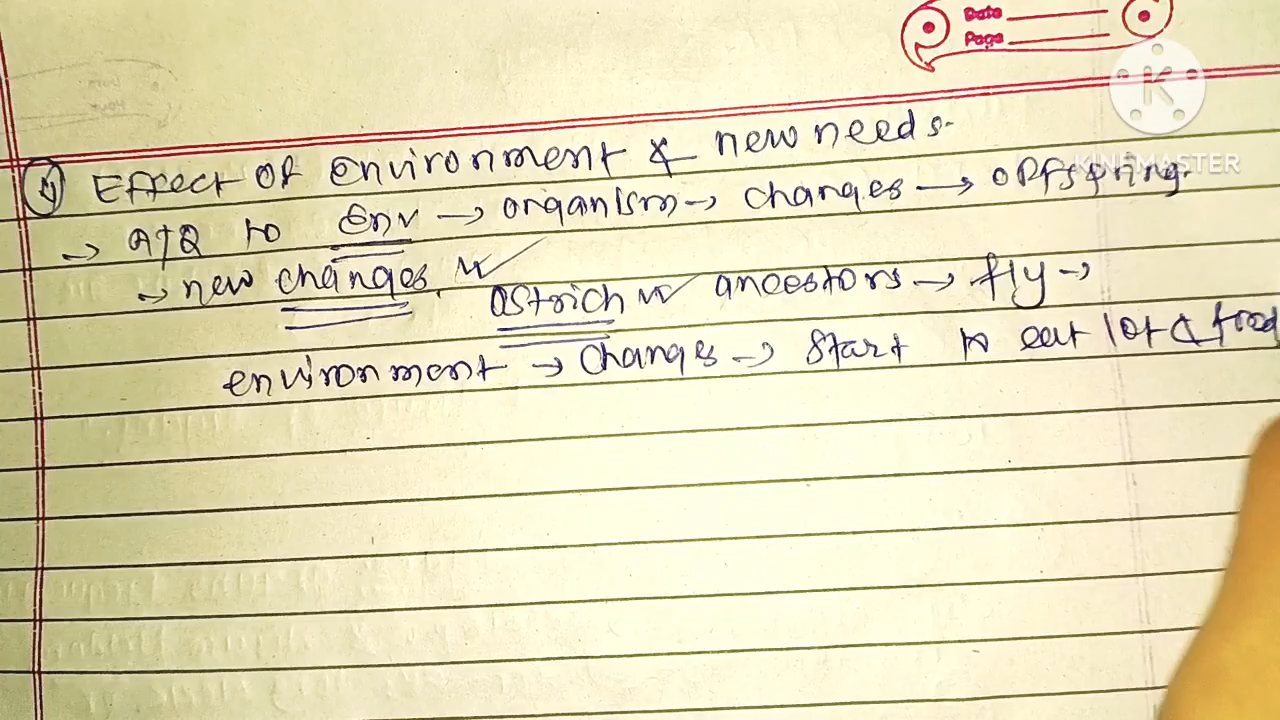 Date
Page
K
KINEMASTER
④ Effect of environment & new needs.
→ A/Q to Env → organism → changes → offspring.
→ new changes.
Ostrich ancestors → fly →
environment → changes → Start to eat lot of food